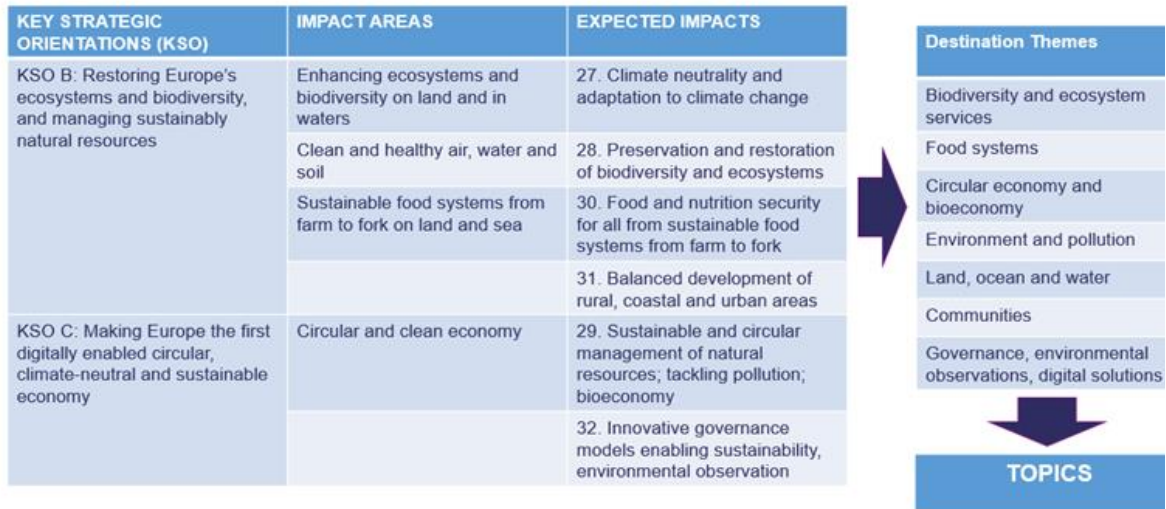 KEY STRATEGIC
ORIENTATIONS (KSO)
IMPACT AREAS
EXPECTED IMPACTS
KSO B: Restoring Europe's
ecosystems and biodiversity,
and managing sustainably
natural resources
Enhancing ecosystems and
biodiversity on land and in
waters
27. Climate neutrality and
adaptation to climate change
Clean and healthy air, water and
soil
28. Preservation and restoration
of biodiversity and ecosystems
Sustainable food systems from
farm to fork on land and sea
30. Food and nutrition security
for all from sustainable food
systems from farm to fork
31. Balanced development of
rural, coastal and urban areas
KSO C: Making Europe the first
digitally enabled circular,
climate-neutral and sustainable
economy
Circular and clean economy
29. Sustainable and circular
management of natural
resources; tackling pollution;
bioeconomy
32. Innovative governance
models enabling sustainability,
environmental observation
Destination Themes
Biodiversity and ecosystem
services
Food systems
Circular economy and
bioeconomy
Environment and pollution
Land, ocean and water
Communities
Governance, environmental
observations, digital solutions
TOPICS